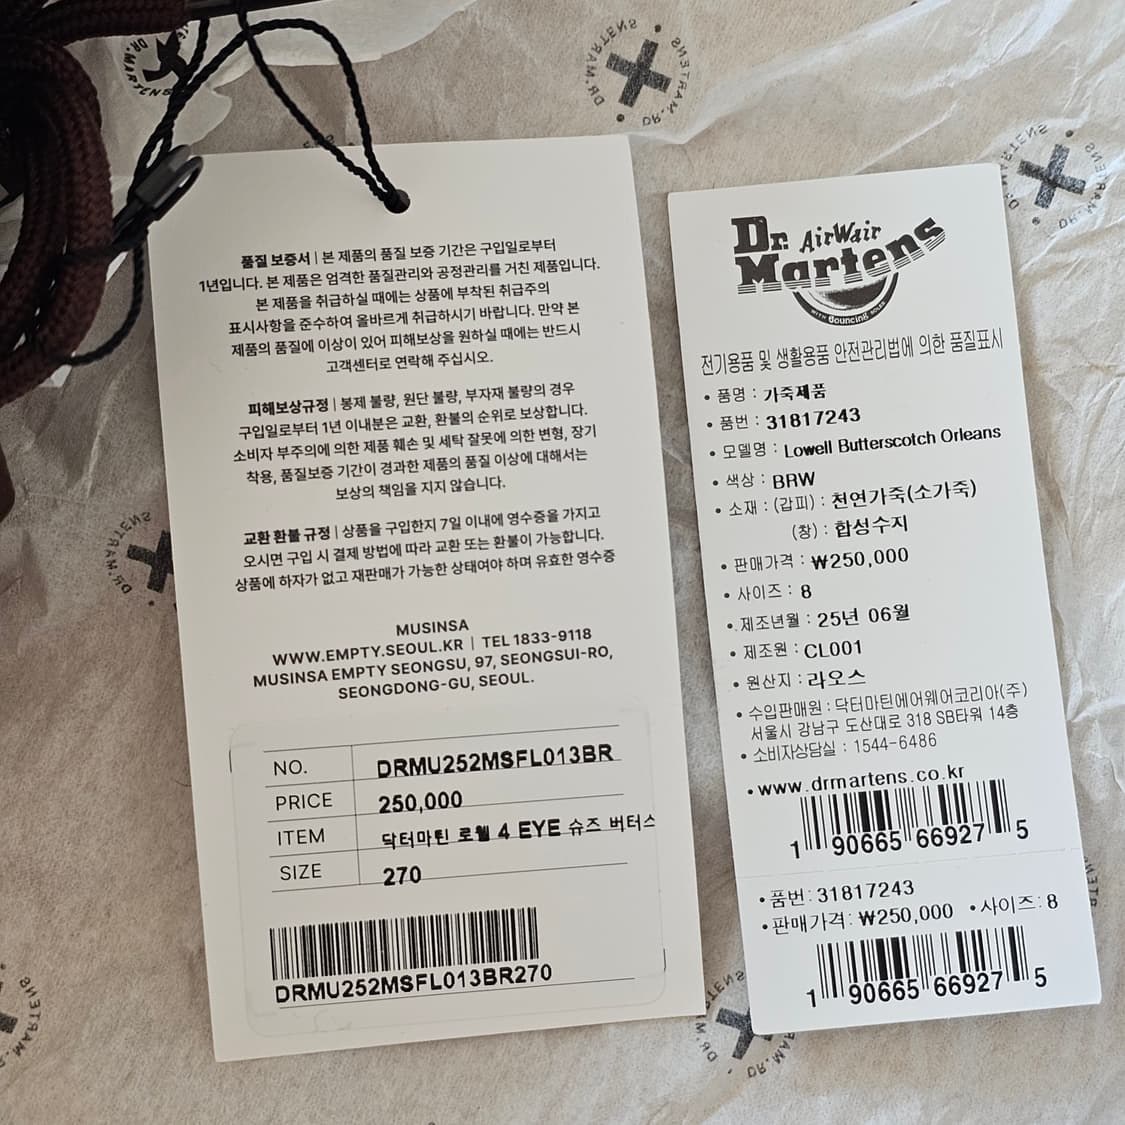 품질 보증서 | 본 제품의 품질 보증 기간은 구입일로부터
1년입니다. 본 제품은 엄격한 품질관리와 공정관리를 거친 제품입니다.
본 제품을 취급하실 때에는 상품에 부착된 취급주의
표시사항을 준수하여 올바르게 취급하시기 바랍니다. 만약 본
제품의 품질에 이상이 있어 피해보상을 원하실 때에는 반드시
고객센터로 연락해 주십시오.
피해보상규정 | 봉제 불량, 원단 불량, 부자재 불량의 경우
구입일로부터 1년 이내분은 교환, 환불의 순위로 보상합니다.
소비자 부주의에 의한 제품 훼손 및 세탁 잘못에 의한 변형, 장기
착용, 품질보증 기간이 경과한 제품의 품질 이상에 대해서는
보상의 책임을 지지 않습니다.
교환 환불 규정 | 상품을 구입한지 7일 이내에 영수증을 가지고
오시면 구입 시 결제 방법에 따라 교환 또는 환불이 가능합니다.
상품에 하자가 없고 재판매가 가능한 상태여야 하며 유효한 영수증
MUSINSA
WWW.EMPTY.SEOUL.KR | TEL 1833-9118
MUSINSA EMPTY SEONGSU, 97, SEONGSUI-RO,
SEONGDONG-GU, SEOUL.
NO. DRMU252MSFL013BR
PRICE 250,000
ITEM 닥터마틴 로웰 4 EYE 슈즈 버터스
SIZE 270
DRMU252MSFL013BR270
Dr. AirWair
Martens
WITH Bouncing SOLES
전기용품 및 생활용품 안전관리법에 의한 품질표시
• 품명 : 가죽제품
• 품번 : 31817243
• 모델명 : Lowell Butterscotch Orleans
• 색상 : BRW
• 소재 : (갑피) : 천연가죽(소가죽)
(창) : 합성수지
• 판매가격 : ₩250,000
• 사이즈 : 8
• 제조년월 : 25년 06월
• 제조원 : CL001
• 원산지 : 라오스
• 수입판매원 : 닥터마틴에어웨어코리아(주)
서울시 강남구 도산대로 318 SB타워 14층
• 소비자상담실 : 1544-6486
• www.drmartens.co.kr
1 90665 66927 5
• 품번: 31817243
• 판매가격: ₩250,000 • 사이즈: 8
1 90665 66927 5
DR.MARTENS
DR.MARTENS
DR.MARTENS
DR.MARTENS